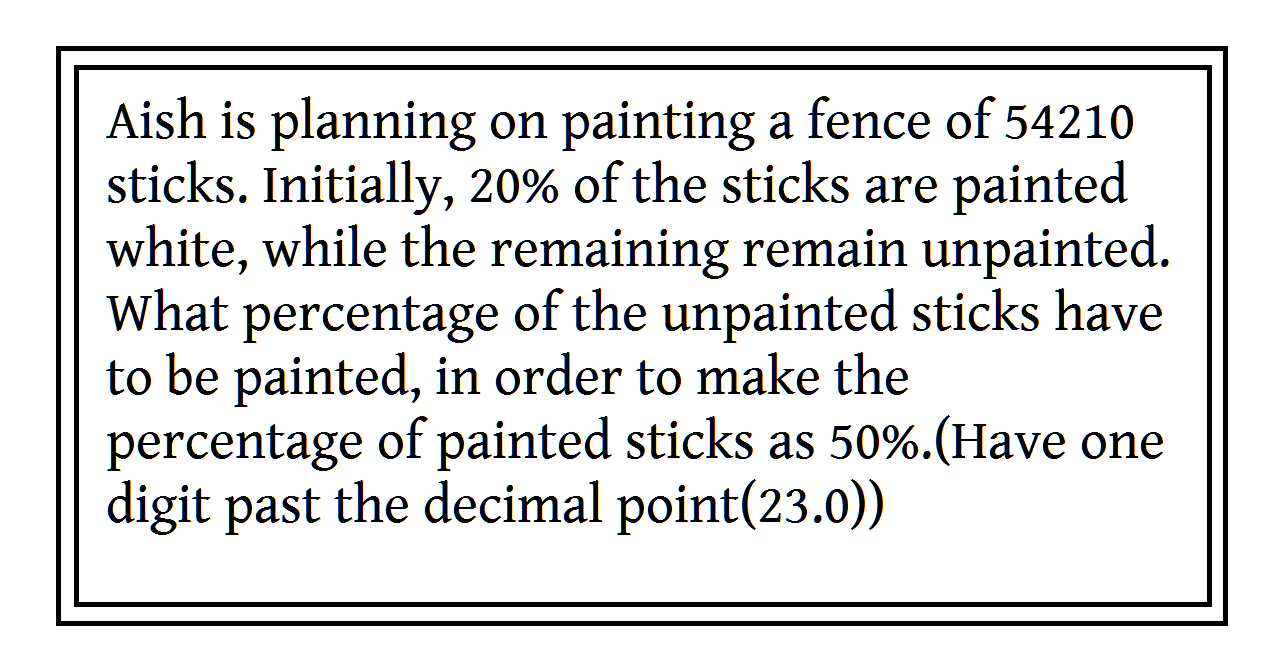 Aish is planning on painting a fence of 54210
sticks. Initially, 20% of the sticks are painted
white, while the remaining remain unpainted.
What percentage of the unpainted sticks have
to be painted, in order to make the
percentage of painted sticks as 50%.(Have one
digit past the decimal point(23.0))